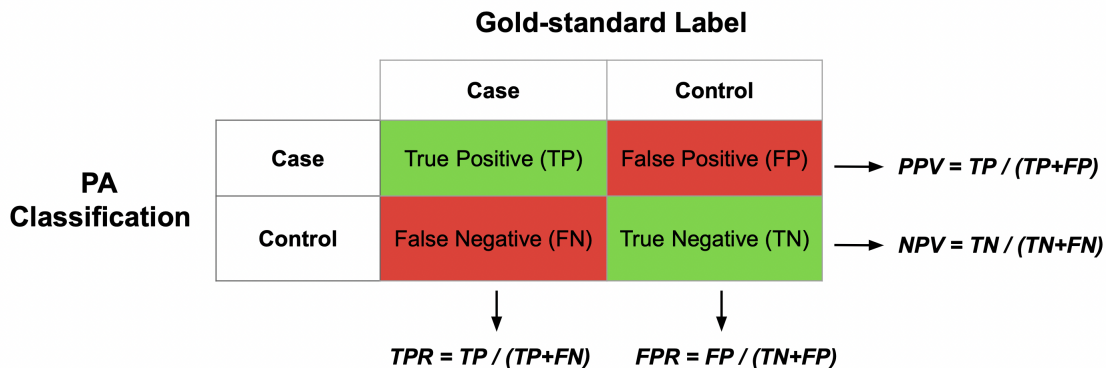 Gold-standard Label
Case Control
Case True Positive (TP) False Positive (FP) PPV = TP / (TP+FP)
PA
Classification
Control False Negative (FN) True Negative (TN) NPV = TN / (TN+FN)
TPR = TP / (TP+FN) FPR = FP / (TN+FP)